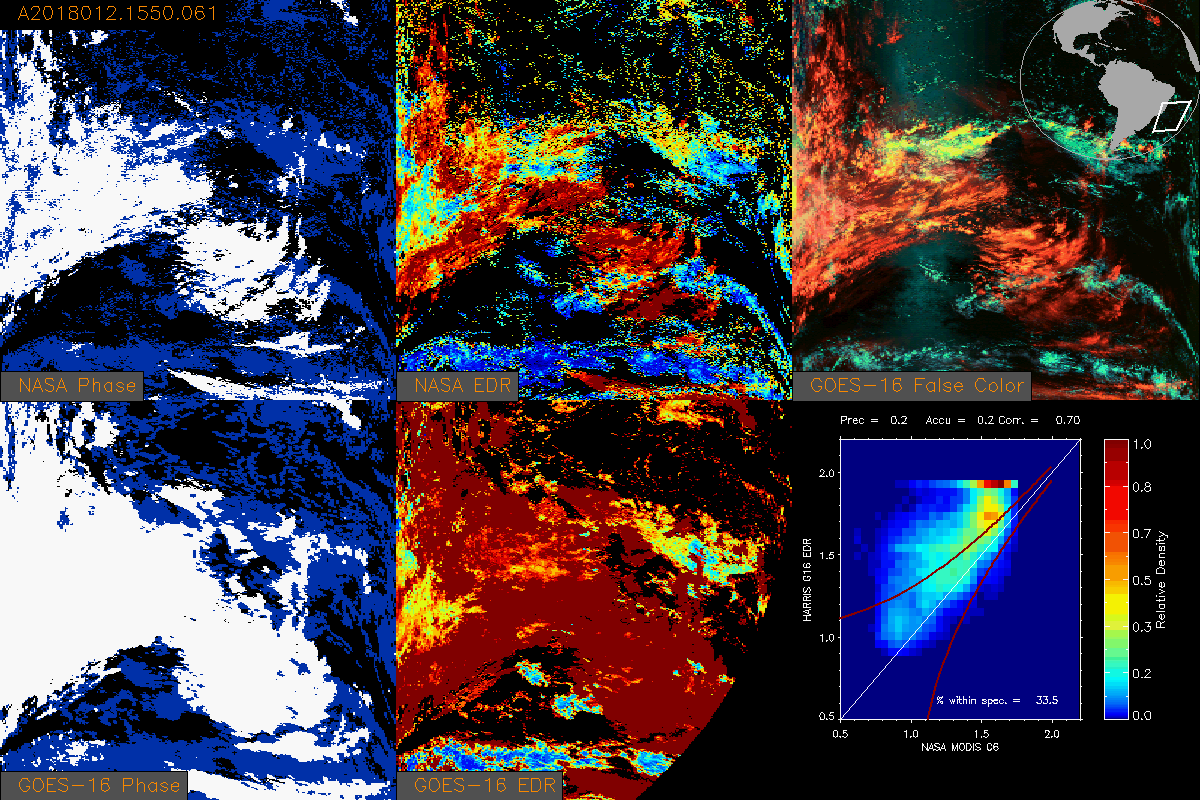 A2018012.1550.061
NASA Phase
NASA EDR
GOES-16 False Color
GOES-16 Phase
GOES-16 EDR
Prec = 0.2 Accu = 0.2 Corr. = 0.70
HARRIS G16 EDR
2.0
1.5
1.0
0.5
% within spec. = 33.5
0.5 1.0 1.5 2.0
NASA MODIS C6
1.0
0.8
0.7
0.5
0.3
0.2
0.0
Relative Density